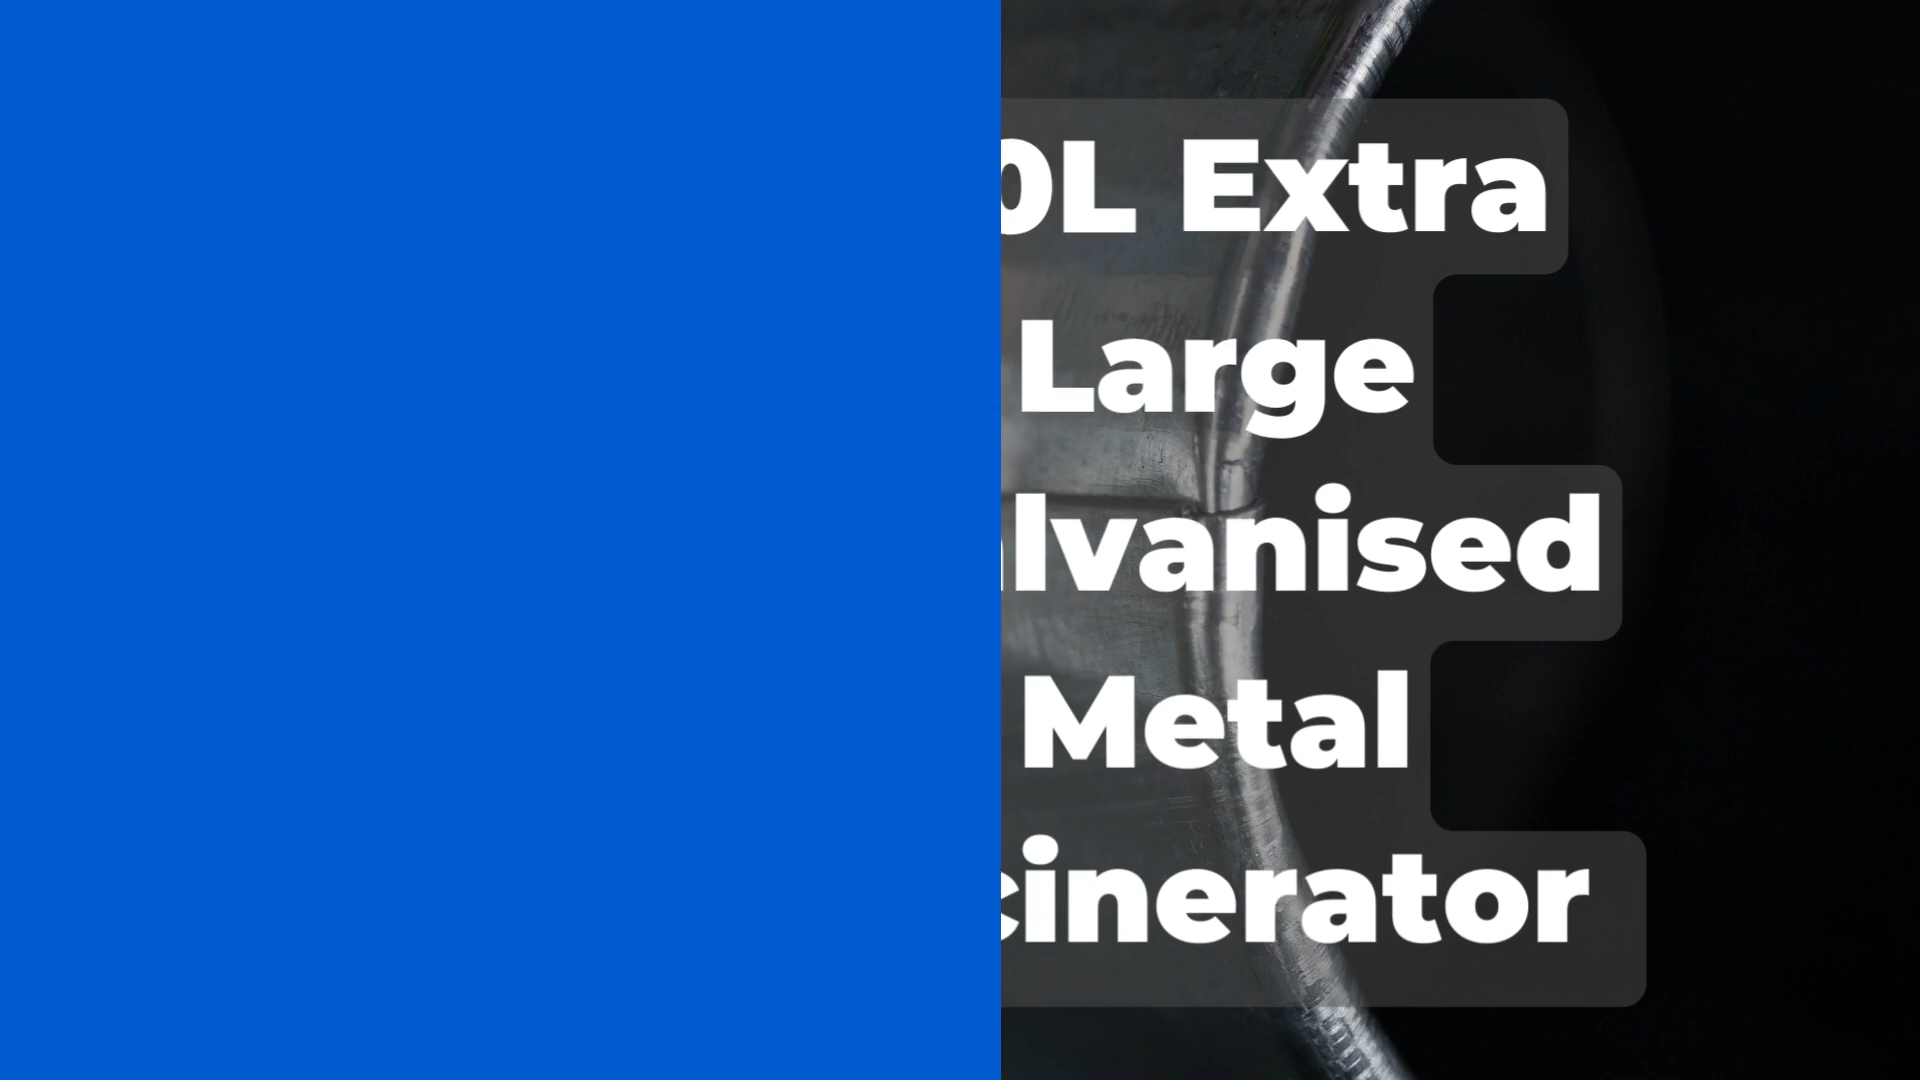 0L Extra
Large
lvanised
Metal
cinerator